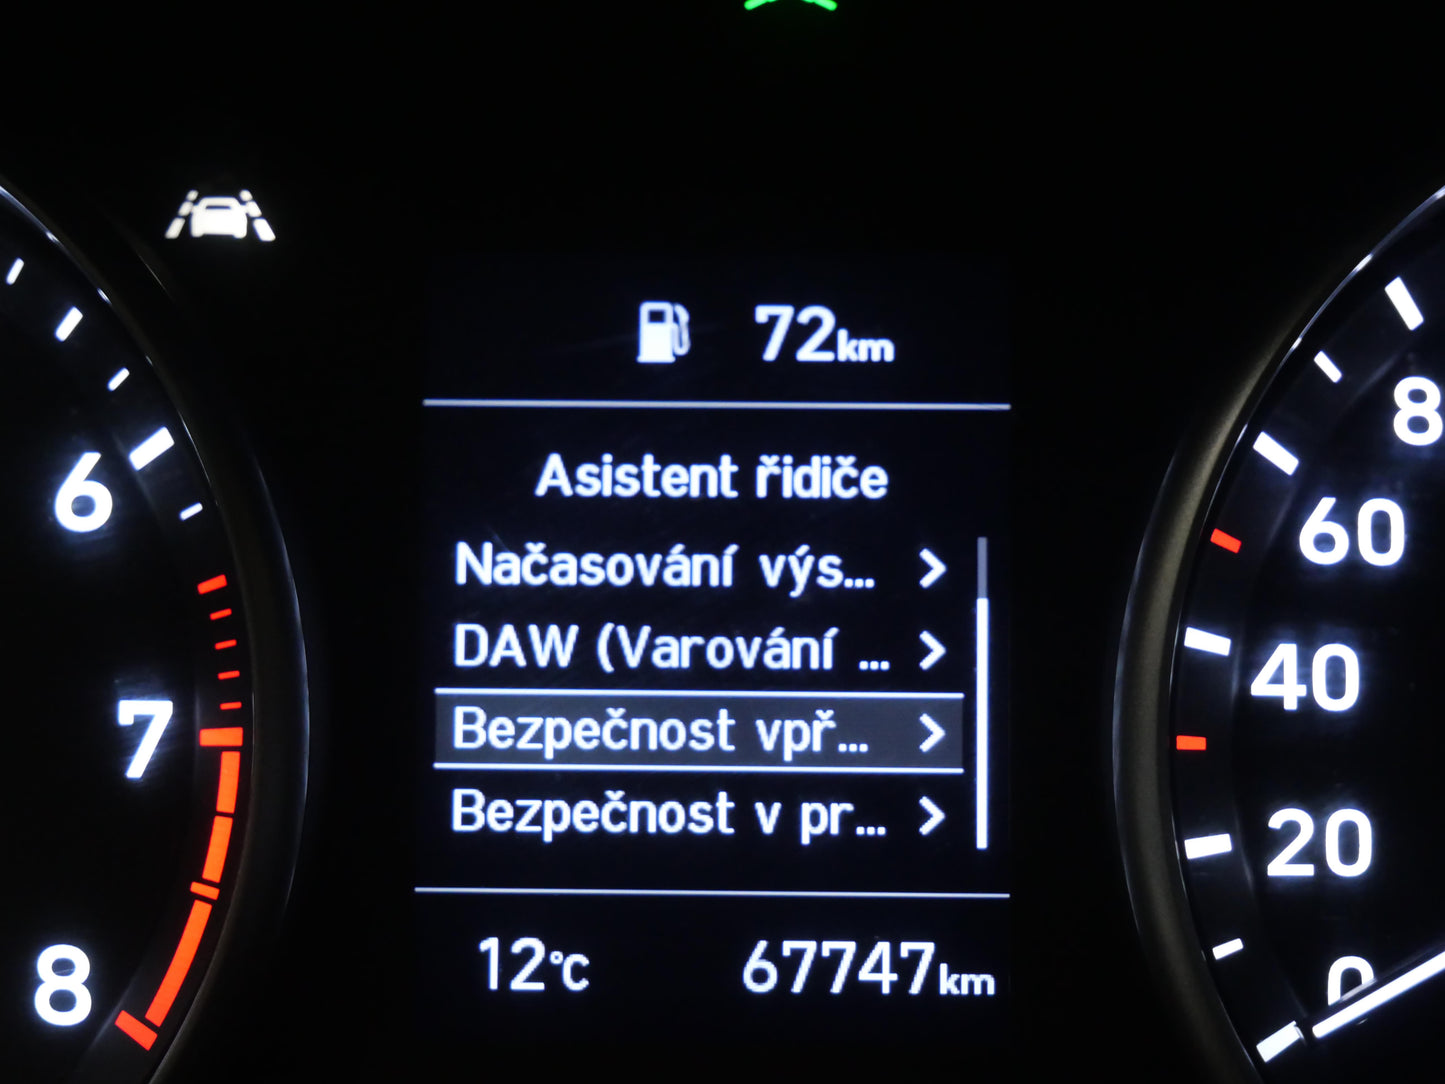 72km
Asistent řidiče
Načasování výs...
DAW (Varování ...
Bezpečnost vpř...
Bezpečnost v pr...
12°C 67747km
6
7
8
8
60
40
20
0